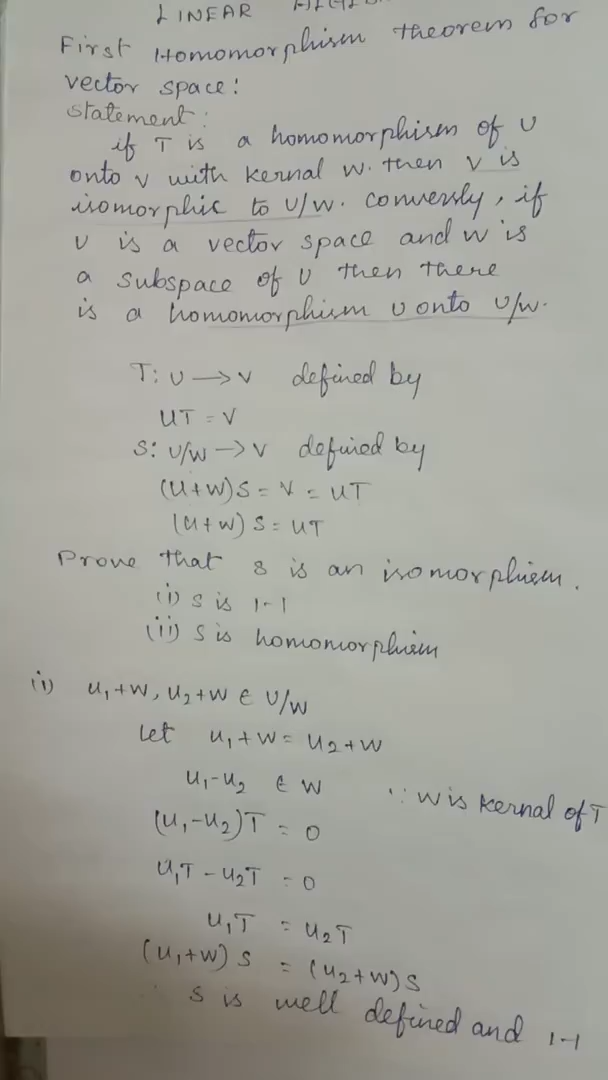 LINEAR
First Homomorphism theorem for
vector space:
Statement:
if T is a homomorphism of U
onto V with kernal W. then V is
isomorphic to U/W. conversly, if
U is a vector space and W is
a subspace of U then there
is a homomorphism U onto U/W.
T: U → V defined by
UT = V
S: U/W → V defined by
(U+W)S = V = UT
(U+W) S = UT
Prove that S is an isomorphism.
(i) S is 1-1
(ii) S is homomorphism
(i) U₁+W, U₂+W ∈ U/W
Let U₁+W = U₂+W
U₁-U₂ ∈ W ∵ W is Kernal of T
(U₁-U₂)T = 0
U₁T - U₂T = 0
U₁T = U₂T
(U₁+W) S = (U₂+W)S
S is well defined and 1-1